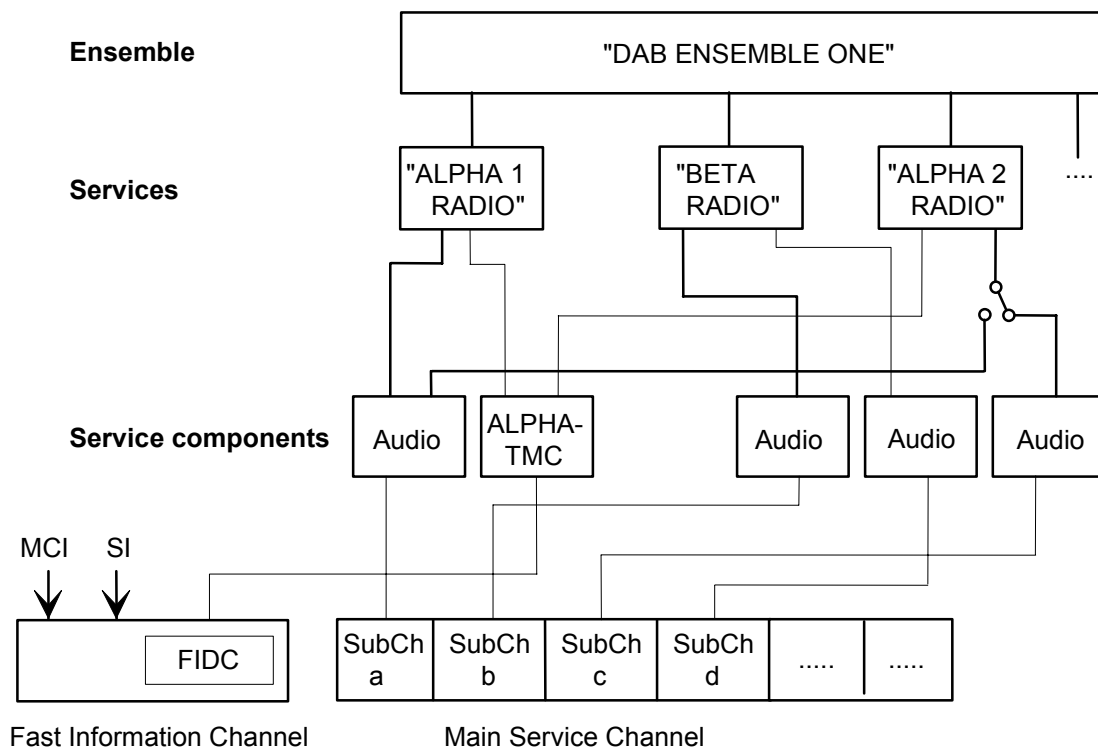 Ensemble
"DAB ENSEMBLE ONE"
Services
"ALPHA 1
RADIO"
"BETA
RADIO"
"ALPHA 2
RADIO"
....
Service components
Audio
ALPHA-
TMC
Audio
Audio
Audio
MCI
SI
FIDC
SubCh
a
SubCh
b
SubCh
c
SubCh
d
.....
.....
Fast Information Channel
Main Service Channel